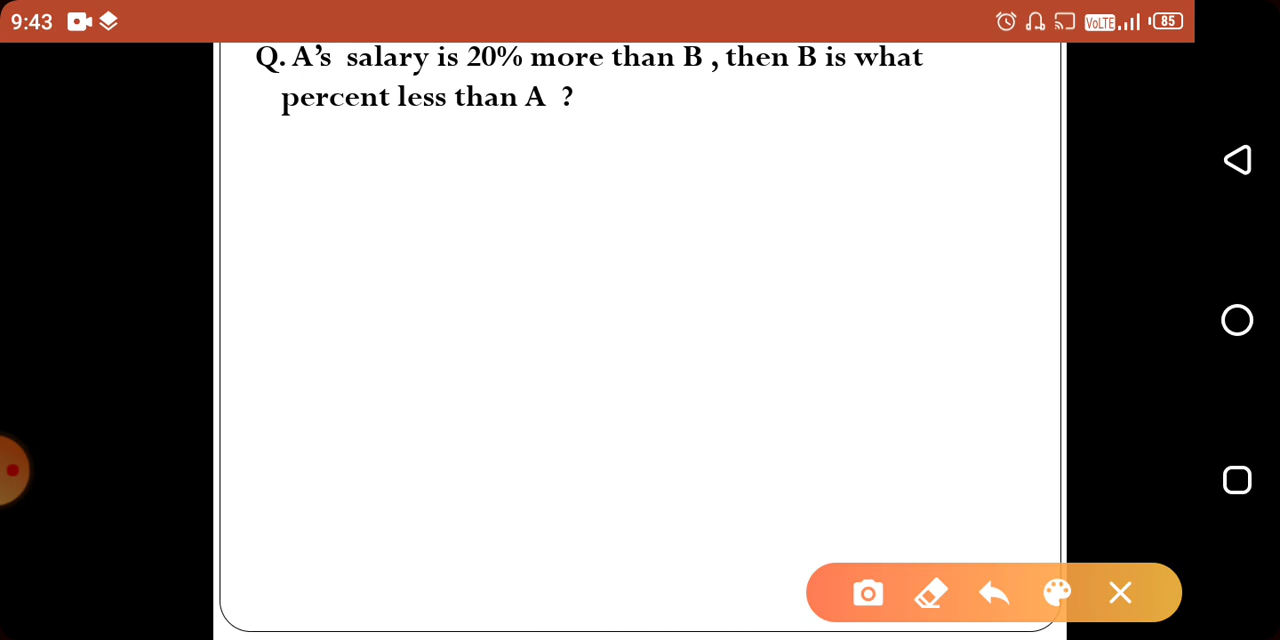 9:43
VoLTE
85
Q. A’s salary is 20% more than B , then B is what
percent less than A ?